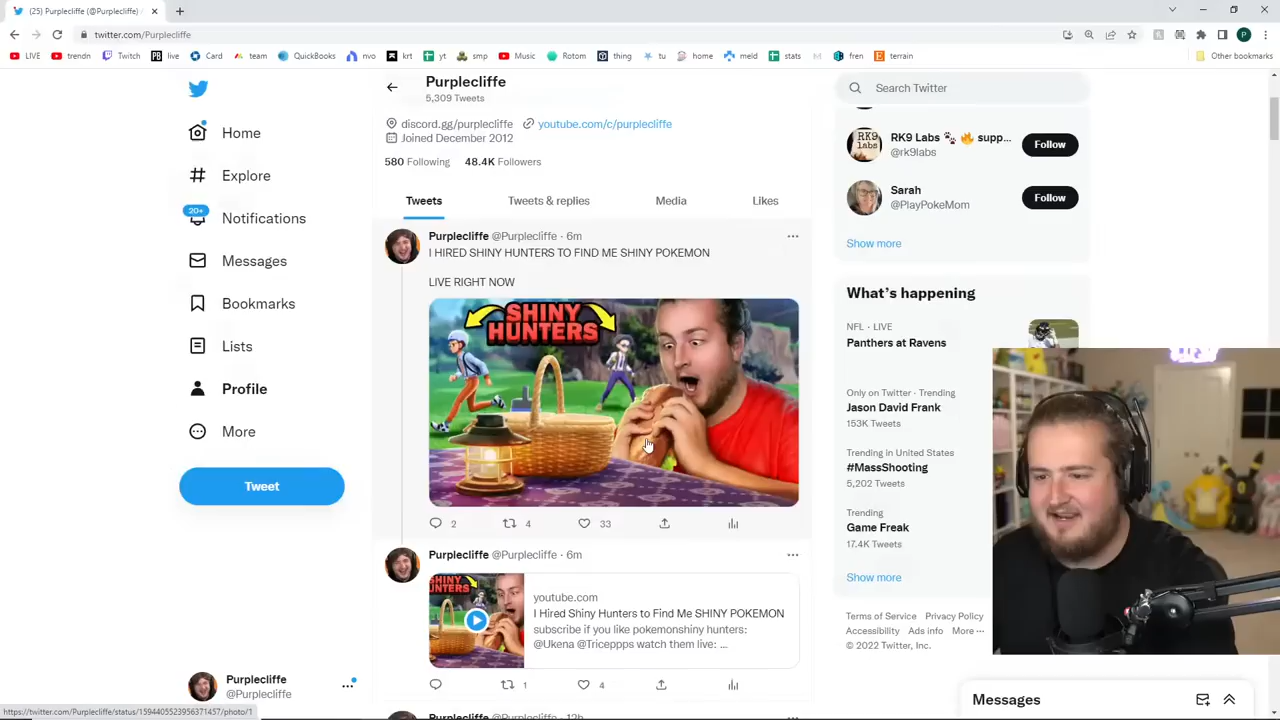 (25) Purplecliffe (@Purplecliffe) /
twitter.com/Purplecliffe
P
LIVE
trendn
Twitch
live
Card
team
QuickBooks
nvo
krt
yt
smp
Music
Rotom
thing
tu
home
meld
stats
fren
terrain
Other bookmarks
Home
Explore
20+
Notifications
Messages
Bookmarks
Lists
Profile
More
Tweet
Purplecliffe
@Purplecliffe
Purplecliffe
5,309 Tweets
discord.gg/purplecliffe youtube.com/c/purplecliffe
Joined December 2012
580 Following 48.4K Followers
Tweets Tweets & replies Media Likes
Purplecliffe @Purplecliffe · 6m
I HIRED SHINY HUNTERS TO FIND ME SHINY POKEMON
LIVE RIGHT NOW
SHINY
HUNTERS
2 4 33
Purplecliffe @Purplecliffe · 6m
SHINY
HUNTERS
youtube.com
I Hired Shiny Hunters to Find Me SHINY POKEMON
subscribe if you like pokemonshiny hunters:
@Ukena @Triceppps watch them live: ...
1 4
Purplecliffe @Purplecliffe · 12h
Search Twitter
RK9 labs
RK9 Labs 🐾 🔥 supp...
@rk9labs
Follow
Sarah
@PlayPokeMom
Follow
Show more
What's happening
NFL · LIVE
Panthers at Ravens
Only on Twitter · Trending
Jason David Frank
153K Tweets
Trending in United States
#MassShooting
5,202 Tweets
Trending
Game Freak
17.4K Tweets
Show more
Terms of Service Privacy Policy
Accessibility Ads info More ···
© 2022 Twitter, Inc.
Messages
https://twitter.com/Purplecliffe/status/1594405523956371457/photo/1